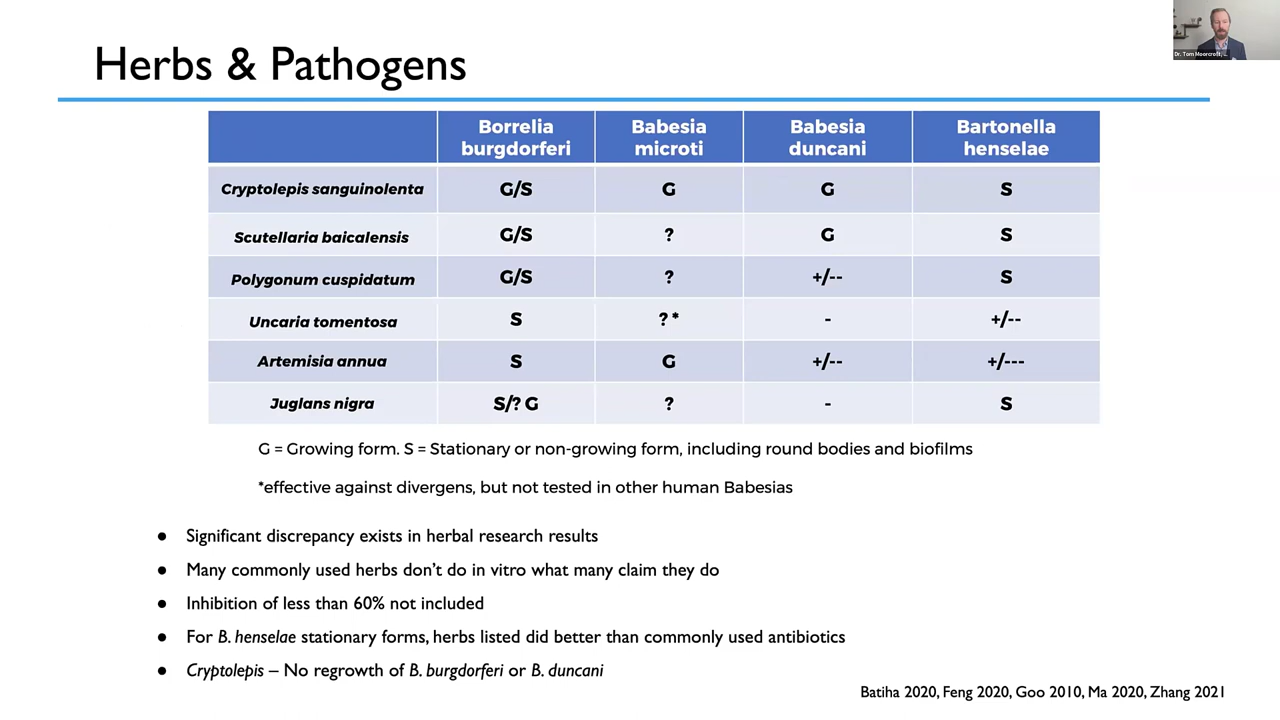 Dr. Tom Moorcroft, ...
Herbs & Pathogens
Borrelia burgdorferi Babesia microti Babesia duncani Bartonella henselae
Cryptolepis sanguinolenta G/S G G S
Scutellaria baicalensis G/S ? G S
Polygonum cuspidatum G/S ? +/-- S
Uncaria tomentosa S ? * - +/--
Artemisia annua S G +/-- +/---
Juglans nigra S/? G ? - S
G = Growing form. S = Stationary or non-growing form, including round bodies and biofilms
*effective against divergens, but not tested in other human Babesias
● Significant discrepancy exists in herbal research results
● Many commonly used herbs don’t do in vitro what many claim they do
● Inhibition of less than 60% not included
● For B. henselae stationary forms, herbs listed did better than commonly used antibiotics
● Cryptolepis – No regrowth of B. burgdorferi or B. duncani
Batiha 2020, Feng 2020, Goo 2010, Ma 2020, Zhang 2021